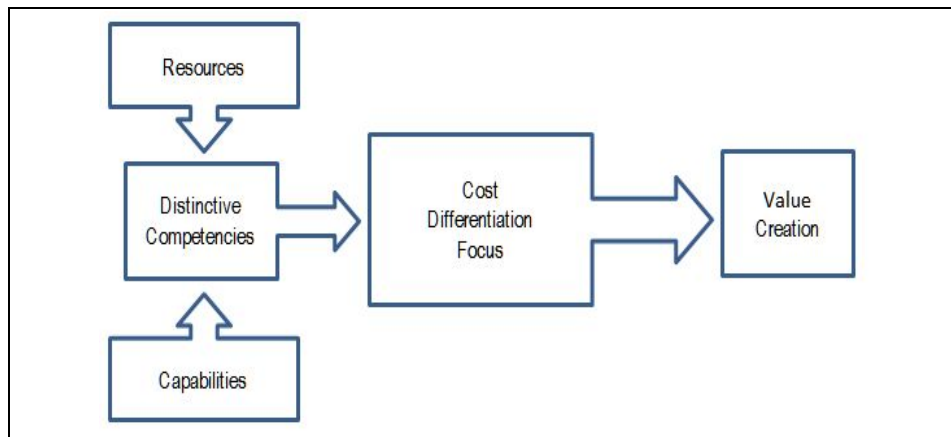 Resources
Distinctive
Competencies
Capabilities
Cost
Differentiation
Focus
Value
Creation